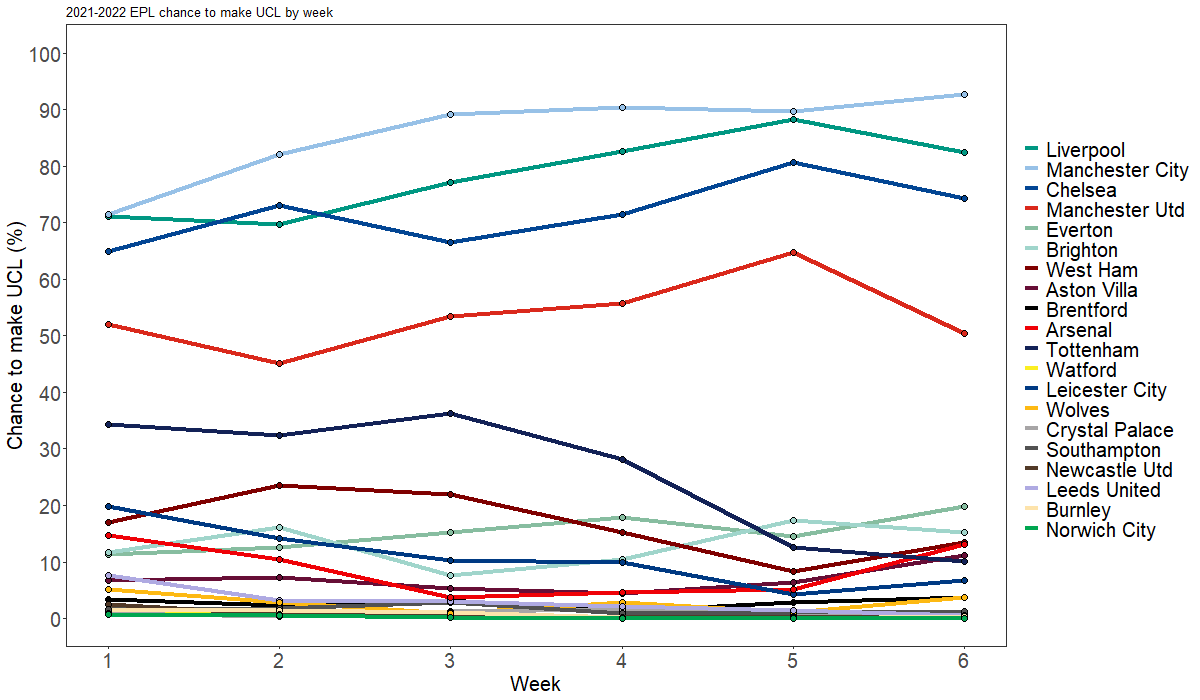 2021-2022 EPL chance to make UCL by week
100
90
80
70
60
50
40
30
20
10
0
Chance to make UCL (%)
1 2 3 4 5 6
Week
Liverpool
Manchester City
Chelsea
Manchester Utd
Everton
Brighton
West Ham
Aston Villa
Brentford
Arsenal
Tottenham
Watford
Leicester City
Wolves
Crystal Palace
Southampton
Newcastle Utd
Leeds United
Burnley
Norwich City